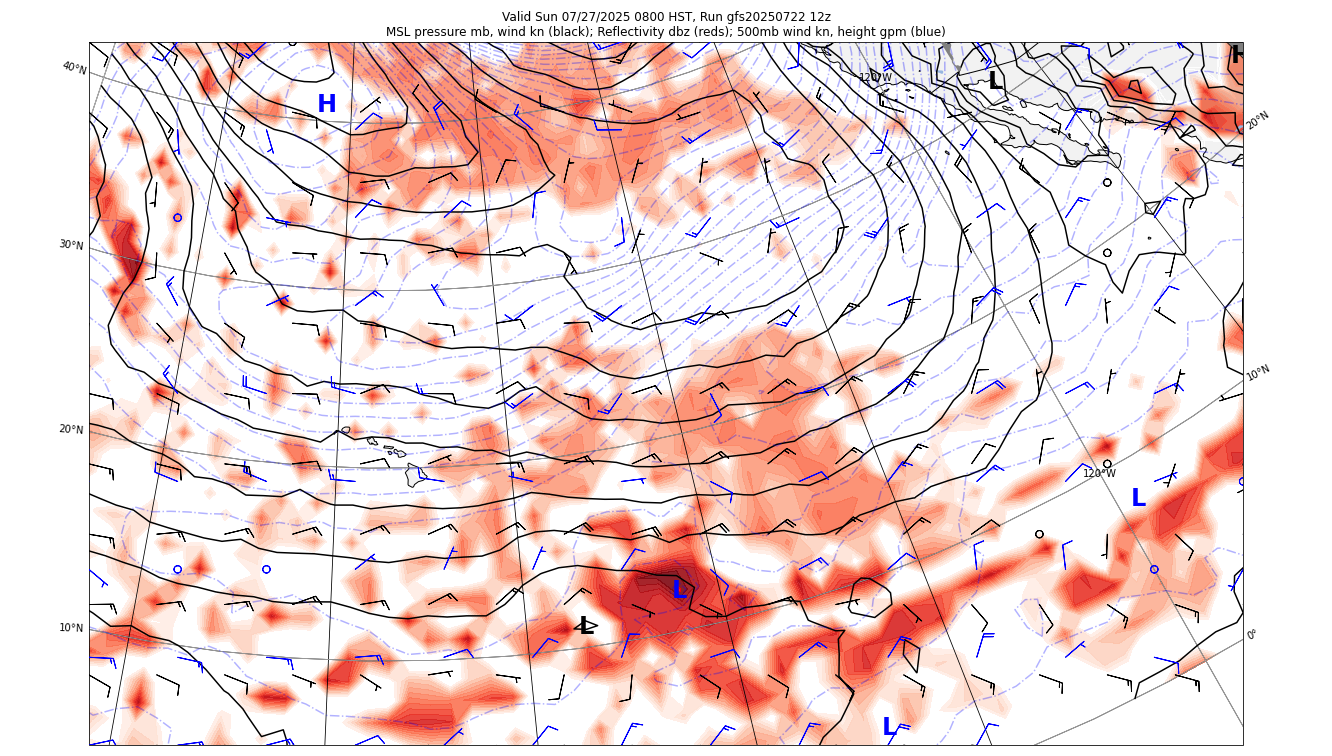 Valid Sun 07/27/2025 0800 HST, Run gfs20250722 12z
MSL pressure mb, wind kn (black); Reflectivity dbz (reds); 500mb wind kn, height gpm (blue)
40°N
H
120°W
L
H
20°N
30°N
10°N
20°N
120°W
L
L
10°N
L
0°
L